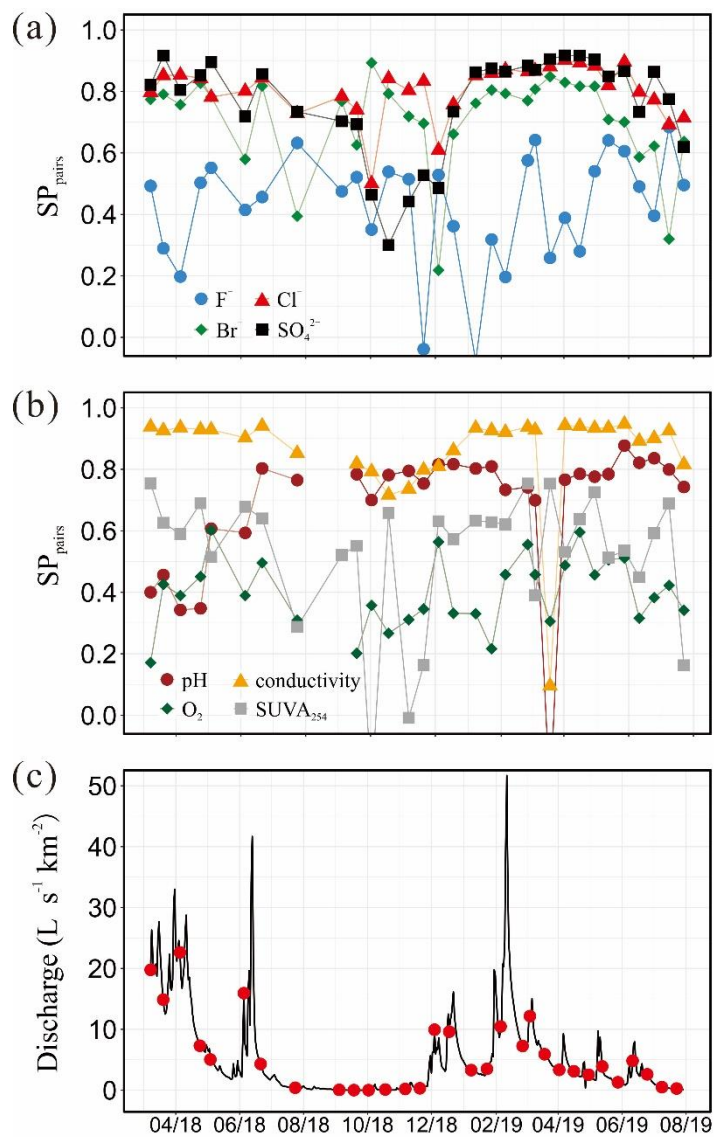 (a)
1.0
0.8
0.6
0.4
0.2
0.0
SPpairs
F⁻ Cl⁻
Br⁻ SO₄²⁻
(b)
1.0
0.8
0.6
0.4
0.2
0.0
SPpairs
pH conductivity
O₂ SUVA₂₅₄
(c)
50
40
30
20
10
0
Discharge (L s⁻¹ km⁻²)
04/18 06/18 08/18 10/18 12/18 02/19 04/19 06/19 08/19